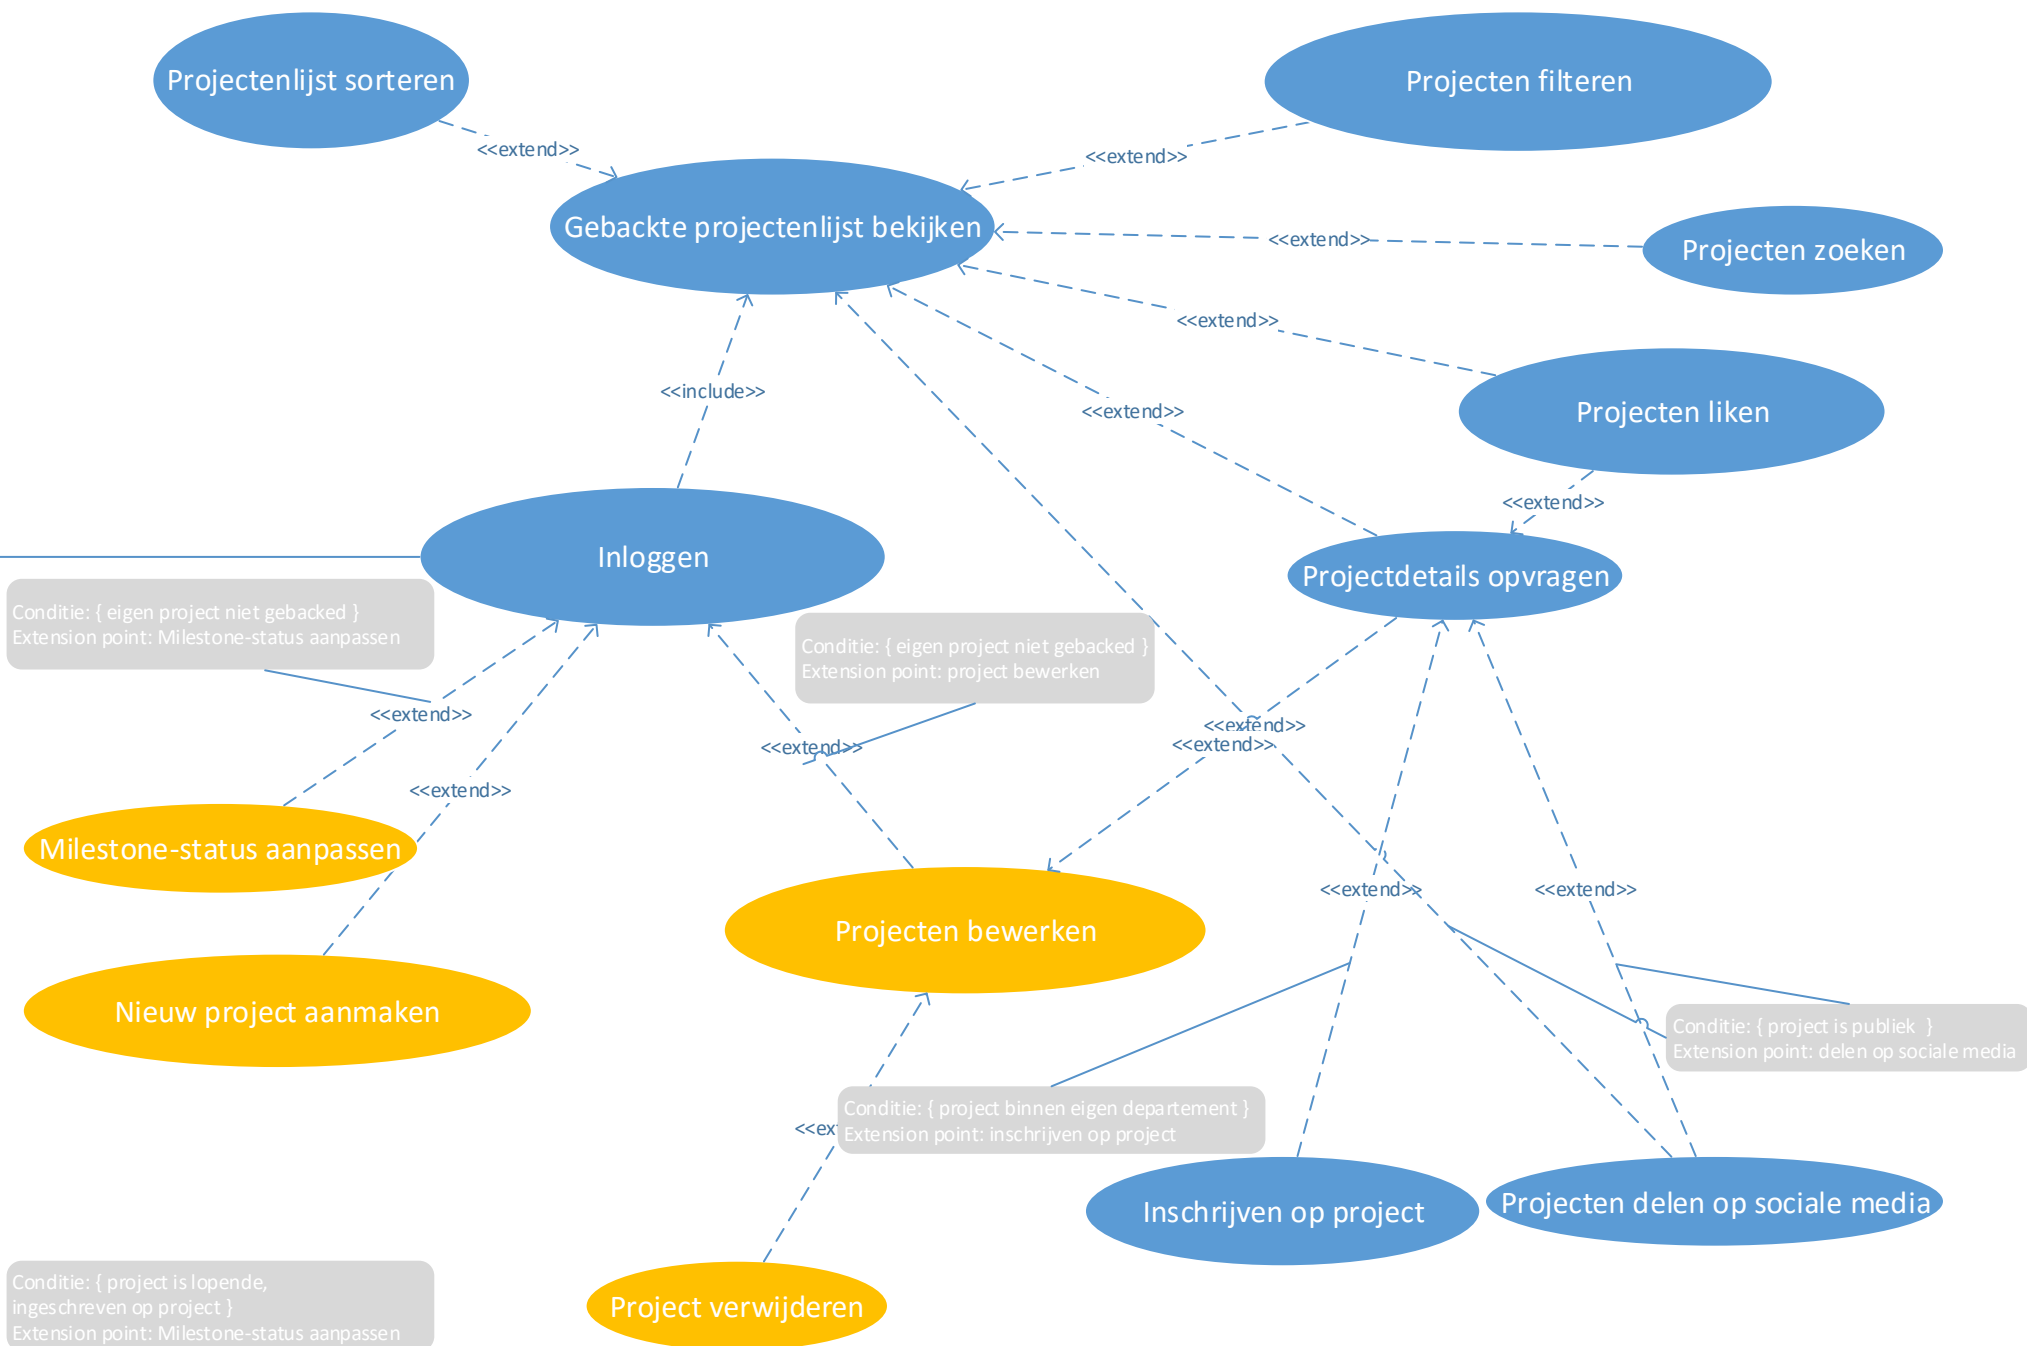 Projectenlijst sorteren
Projecten filteren
<<extend>>
<<extend>>
Gebackte projectenlijst bekijken
<<extend>>
Projecten zoeken
<<extend>>
<<include>>
<<extend>>
Projecten liken
<<extend>>
Inloggen
Projectdetails opvragen
Conditie: { eigen project niet gebacked }
Extension point: Milestone-status aanpassen
Conditie: { eigen project niet gebacked }
Extension point: project bewerken
<<extend>>
<<extend>>
<<extend>>
<<extend>>
<<extend>>
Milestone-status aanpassen
<<extend>>
<<extend>>
Projecten bewerken
Nieuw project aanmaken
Conditie: { project is publiek }
Extension point: delen op sociale media
Conditie: { project binnen eigen departement }
Extension point: inschrijven op project
<<ex
Inschrijven op project
Projecten delen op sociale media
Conditie: { project is lopende,
ingeschreven op project }
Extension point: Milestone-status aanpassen
Project verwijderen